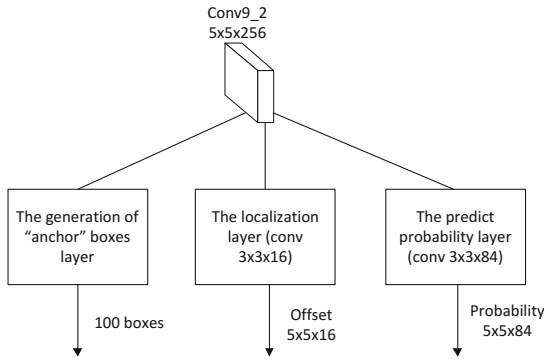 Conv9_2
5x5x256
The generation of
“anchor” boxes
layer
The localization
layer (conv
3x3x16)
The predict
probability layer
(conv 3x3x84)
100 boxes
Offset
5x5x16
Probability
5x5x84